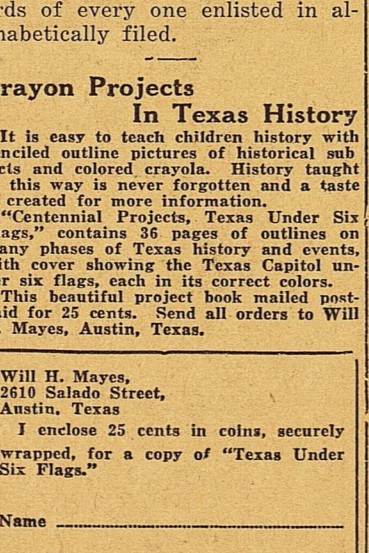 rds of every one enlisted in al-
habetically filed.
rayon Projects
In Texas History
It is easy to teach children history with
nciled outline pictures of historical sub
cts and colored crayola. History taught
this way is never forgotten and a taste
created for more information.
"Centennial Projects, Texas Under Six
lags," contains 36 pages of outlines on
any phases of Texas history and events,
ith cover showing the Texas Capitol un-
er six flags, each in its correct colors.
This beautiful project book mailed post-
aid for 25 cents. Send all orders to Will
. Mayes, Austin, Texas.
Will H. Mayes,
2610 Salado Street,
Austin, Texas
I enclose 25 cents in coins, securely
wrapped, for a copy of "Texas Under
Six Flags."
Name